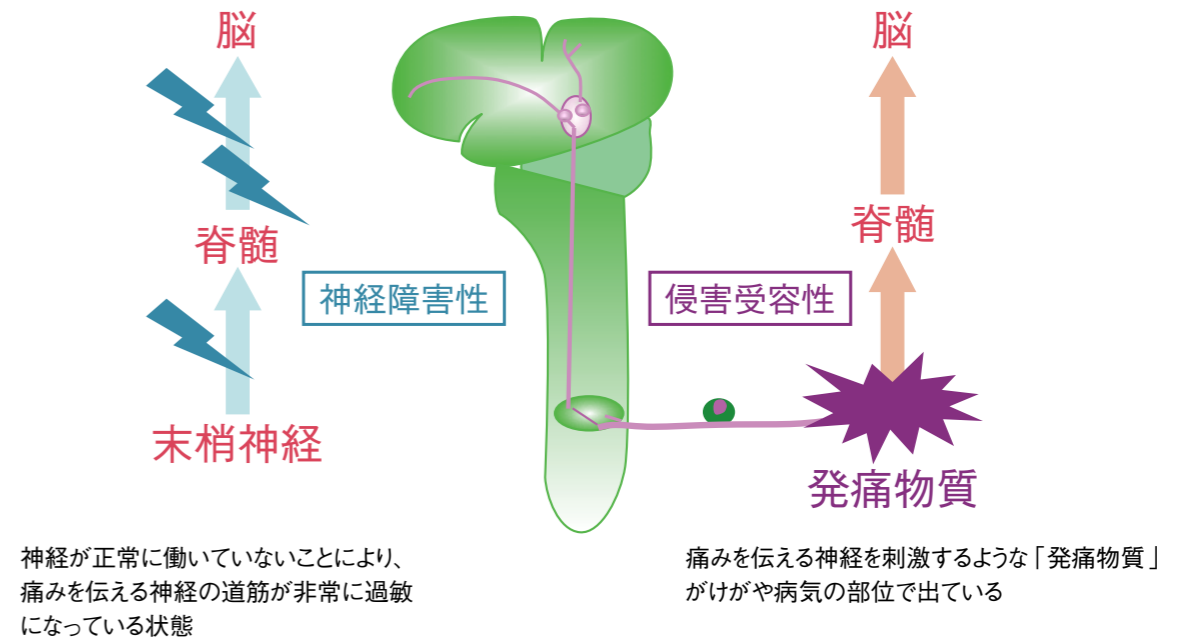 脳
脊髄
末梢神経
神経障害性
神経が正常に働いていないことにより、
痛みを伝える神経の道筋が非常に過敏
になっている状態
脳
脊髄
侵害受容性
発痛物質
痛みを伝える神経を刺激するような「発痛物質」
がけがや病気の部位で出ている